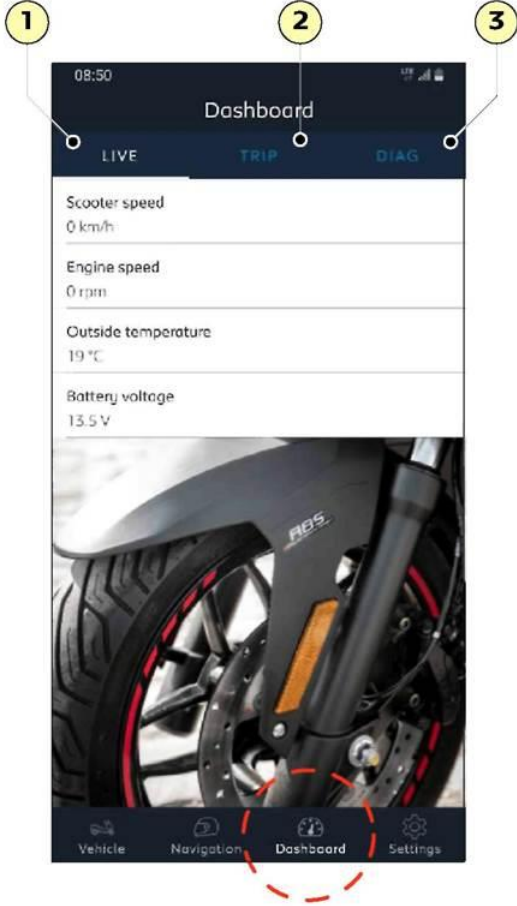 1 2 3
08:50 LTE
Dashboard
LIVE TRIP DIAG
Scooter speed
0 km/h
Engine speed
0 rpm
Outside temperature
19 °C
Battery voltage
13.5 V
ABS
Vehicle Navigation Dashboard Settings